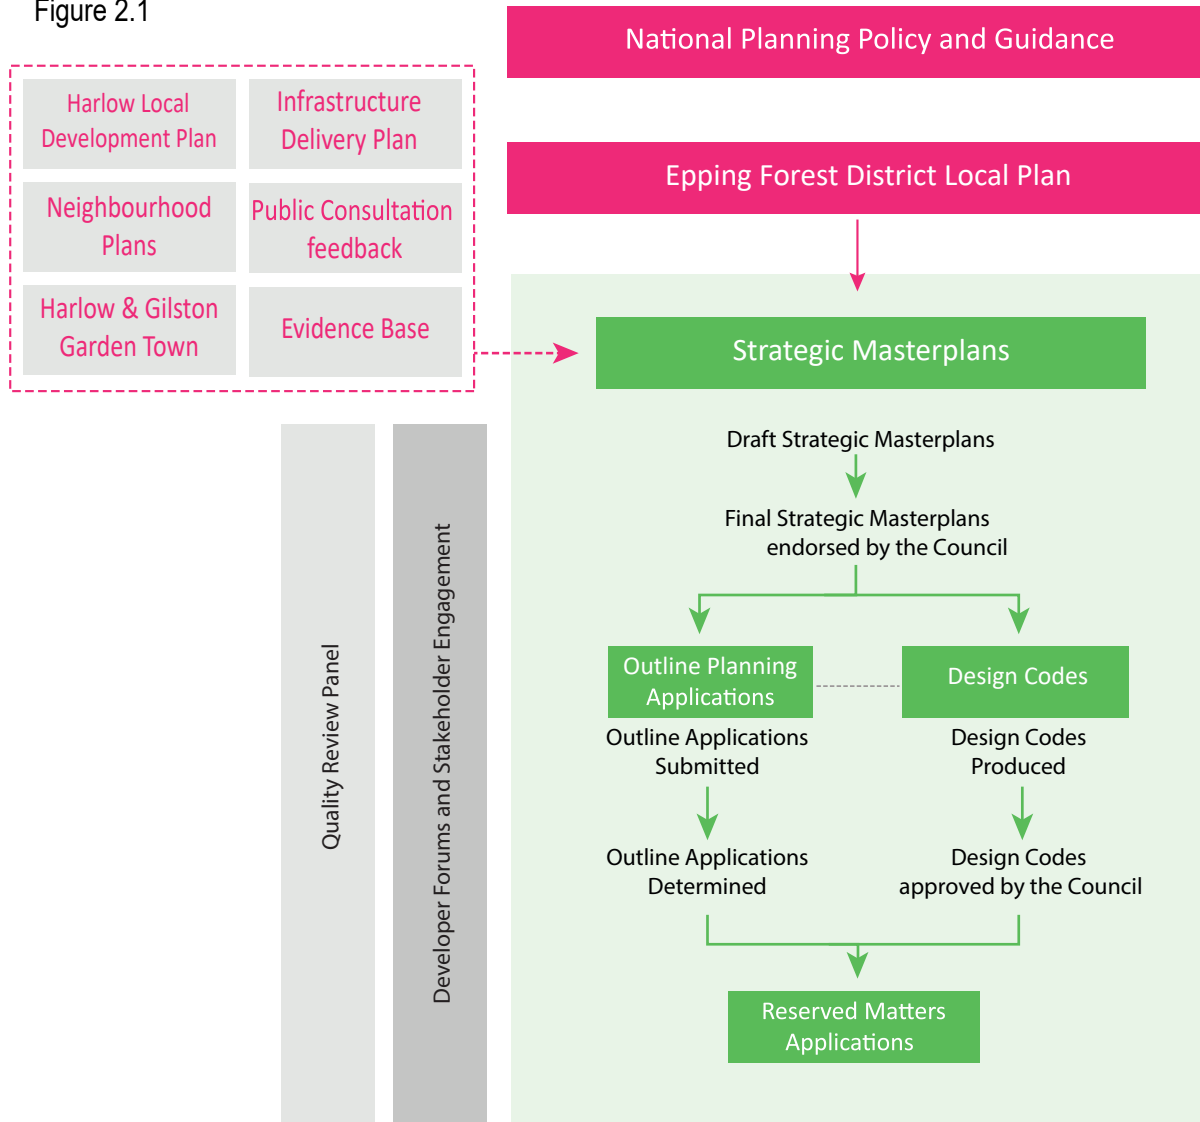 Figure 2.1
National Planning Policy and Guidance
Harlow Local
Development Plan
Infrastructure
Delivery Plan
Neighbourhood
Plans
Public Consultation
feedback
Harlow & Gilston
Garden Town
Evidence Base
Epping Forest District Local Plan
Strategic Masterplans
Draft Strategic Masterplans
Final Strategic Masterplans
endorsed by the Council
Outline Planning
Applications
Design Codes
Outline Applications
Submitted
Design Codes
Produced
Outline Applications
Determined
Design Codes
approved by the Council
Reserved Matters
Applications
Quality Review Panel
Developer Forums and Stakeholder Engagement